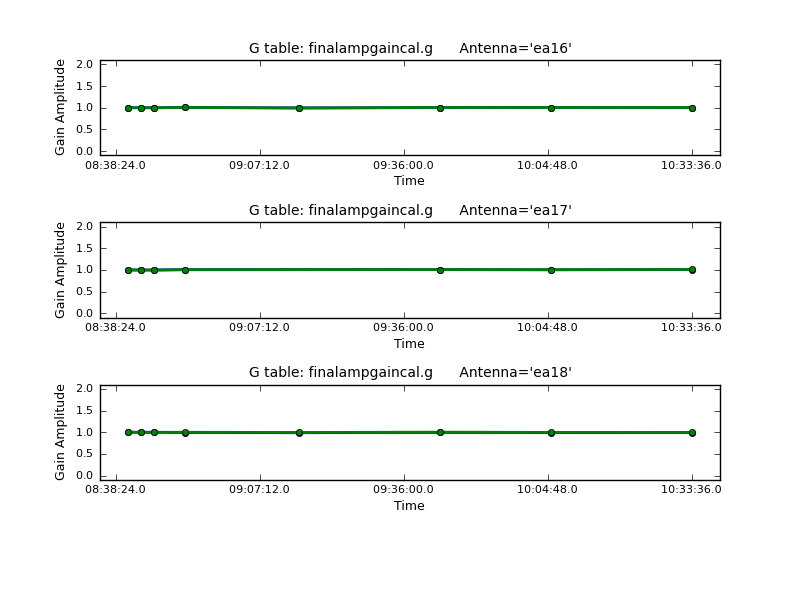 G table: finalampgaincal.g      Antenna='ea16'
2.0
1.5
1.0
0.5
0.0
Gain Amplitude
08:38:24.0 09:07:12.0 09:36:00.0 10:04:48.0 10:33:36.0
Time
G table: finalampgaincal.g      Antenna='ea17'
2.0
1.5
1.0
0.5
0.0
Gain Amplitude
08:38:24.0 09:07:12.0 09:36:00.0 10:04:48.0 10:33:36.0
Time
G table: finalampgaincal.g      Antenna='ea18'
2.0
1.5
1.0
0.5
0.0
Gain Amplitude
08:38:24.0 09:07:12.0 09:36:00.0 10:04:48.0 10:33:36.0
Time